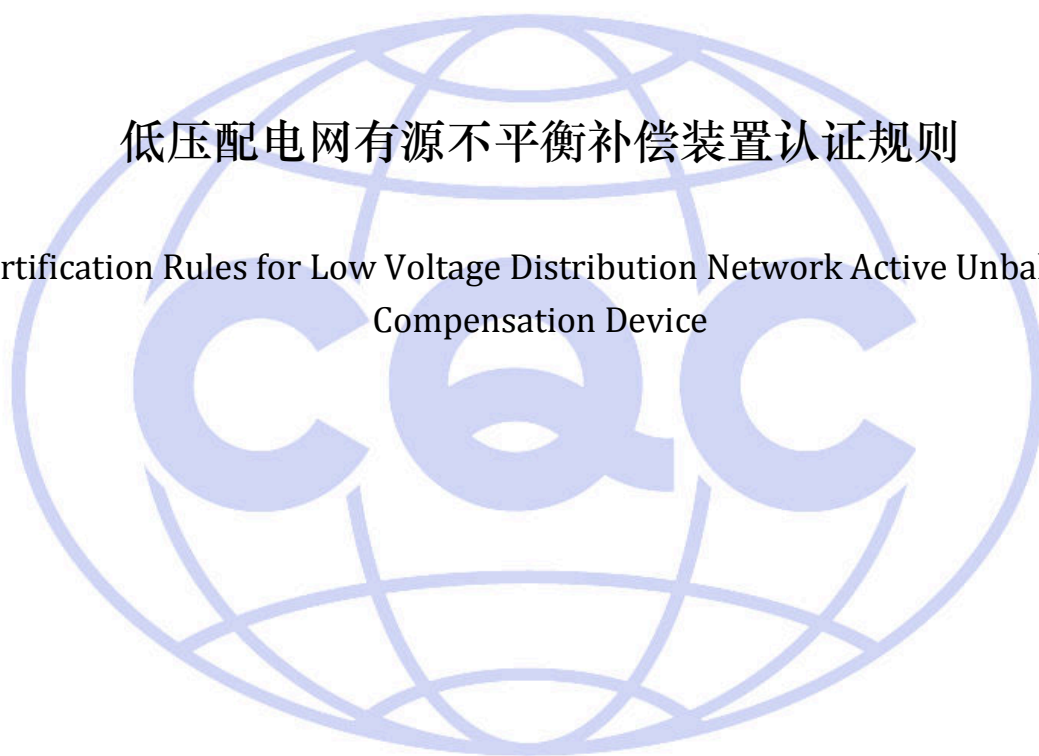 低压配电网有源不平衡补偿装置认证规则
rtification Rules for Low Voltage Distribution Network Active Unba
Compensation Device
CQC